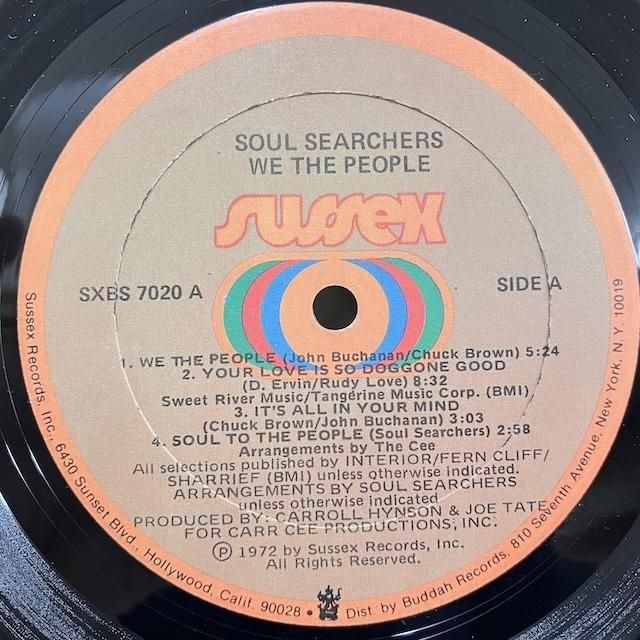 SOUL SEARCHERS
WE THE PEOPLE
sussex
SXBS 7020 A
SIDE A
1. WE THE PEOPLE (John Buchanan/Chuck Brown) 5:24
2. YOUR LOVE IS SO DOGGONE GOOD
(D. Ervin/Rudy Love) 8:32
Sweet River Music/Tangerine Music Corp. (BMI)
3. IT'S ALL IN YOUR MIND
(Chuck Brown/John Buchanan) 3:03
4. SOUL TO THE PEOPLE (Soul Searchers) 2:58
Arrangements by The Cee
All selections published by INTERIOR/FERN CLIFF/
SHARRIEF (BMI) unless otherwise indicated.
ARRANGEMENTS BY SOUL SEARCHERS
unless otherwise indicated
PRODUCED BY: CARROLL HYNSON & JOE TATE
FOR CARR CEE PRODUCTIONS, INC.
Ⓟ 1972 by Sussex Records, Inc.
All Rights Reserved.
Sussex Records, Inc., 6430 Sunset Blvd., Hollywood, Calif. 90028 • Dist. by Buddah Records. 810 Seventh Avenue, New York, N.Y. 10019